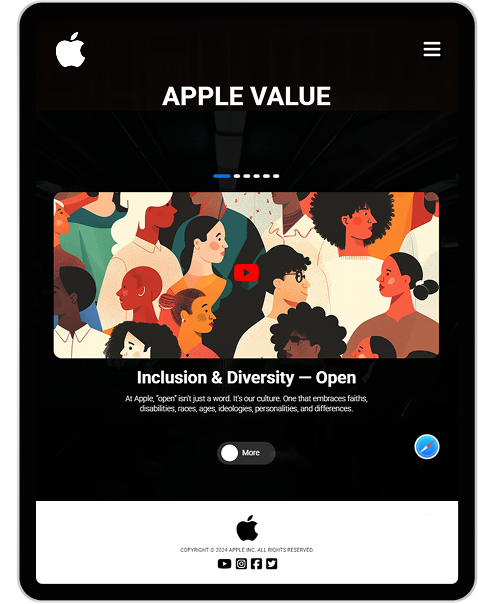 APPLE VALUE
Inclusion & Diversity — Open
At Apple, "open" isn't just a word. It's our culture. One that embraces faiths,
disabilities, races, ages, ideologies, personalities, and differences.
More
COPYRIGHT © 2024 APPLE INC. ALL RIGHTS RESERVED.